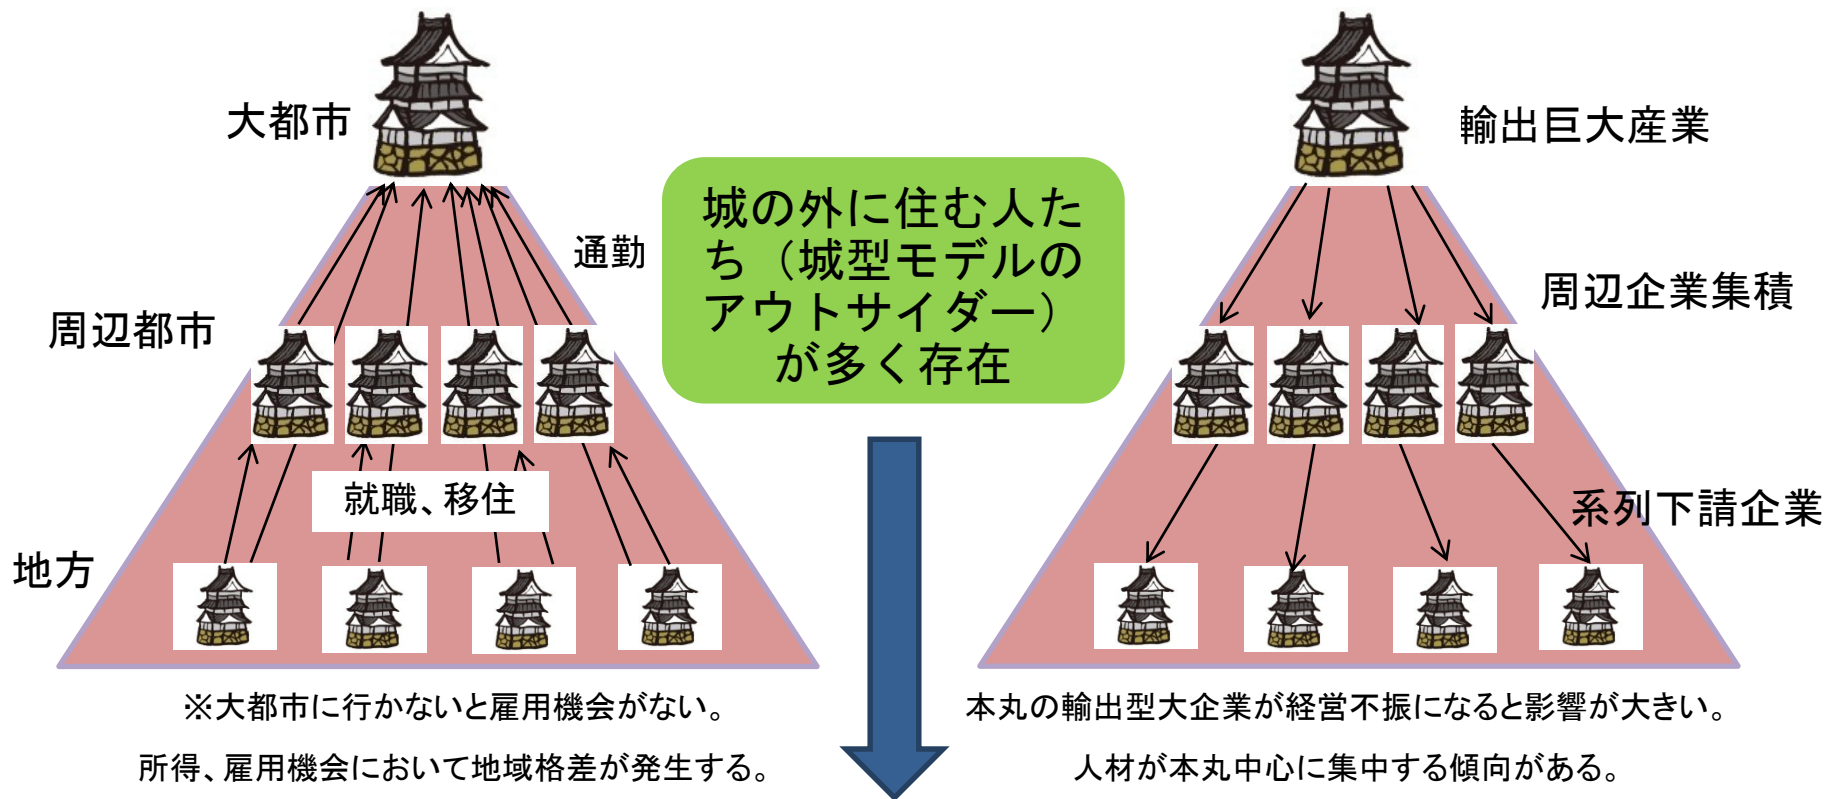 大都市
輸出巨大産業
城の外に住む人た
ち（城型モデルの
アウトサイダー）
が多く存在
通勤
周辺都市
周辺企業集積
就職、移住
系列下請企業
地方
※大都市に行かないと雇用機会がない。
所得、雇用機会において地域格差が発生する。
本丸の輸出型大企業が経営不振になると影響が大きい。
人材が本丸中心に集中する傾向がある。